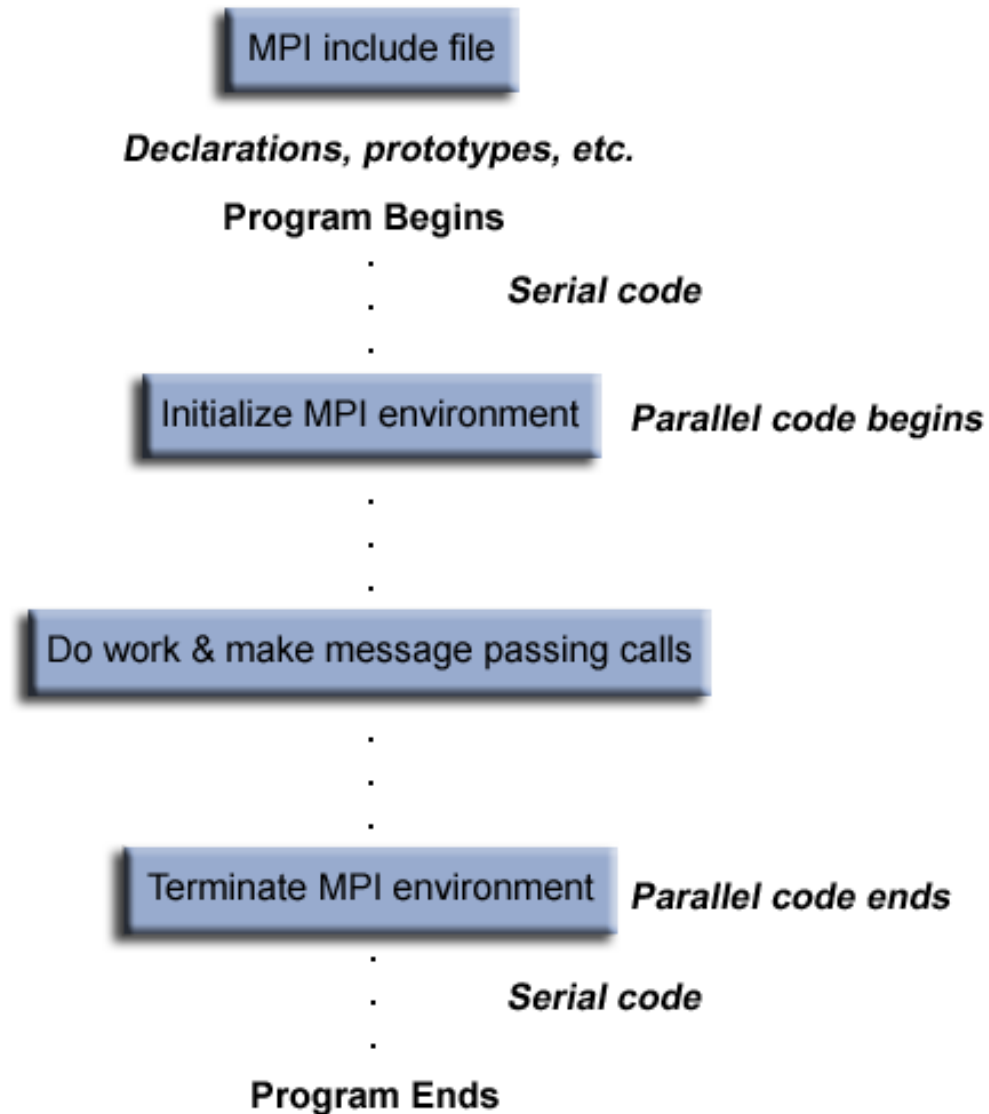 MPI include file
Declarations, prototypes, etc.
Program Begins
Serial code
Initialize MPI environment
Parallel code begins
Do work & make message passing calls
Terminate MPI environment
Parallel code ends
Serial code
Program Ends